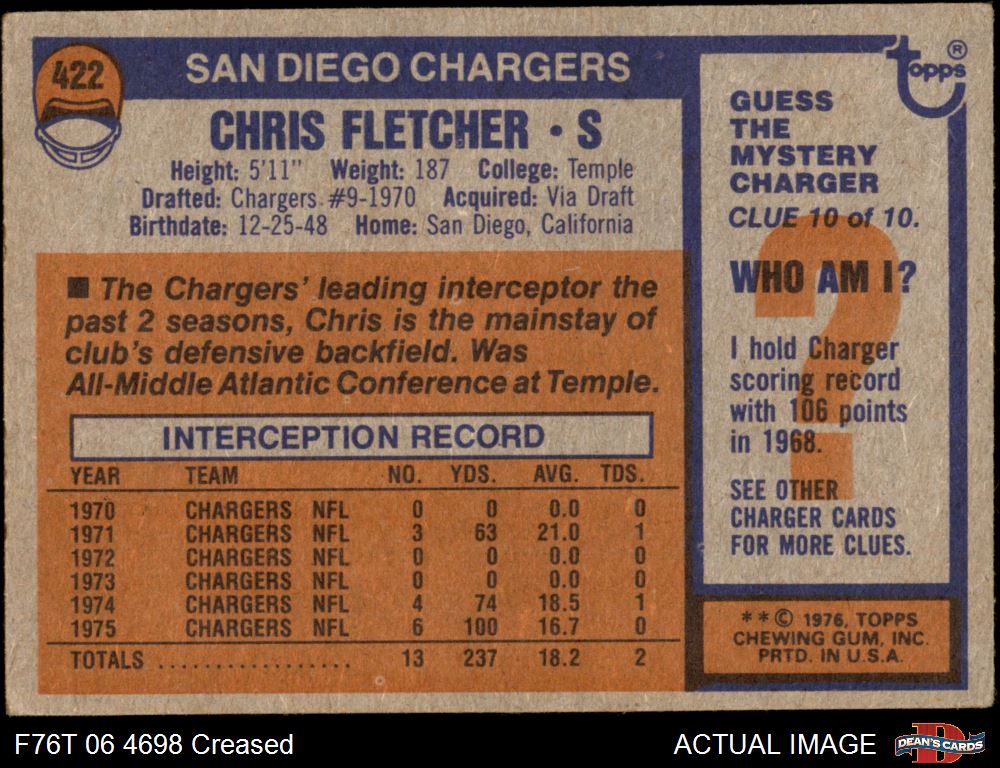 422
SAN DIEGO CHARGERS
CHRIS FLETCHER • S
Height: 5'11" Weight: 187 College: Temple
Drafted: Chargers #9-1970 Acquired: Via Draft
Birthdate: 12-25-48 Home: San Diego, California
■ The Chargers' leading interceptor the
past 2 seasons, Chris is the mainstay of
club's defensive backfield. Was
All-Middle Atlantic Conference at Temple.
INTERCEPTION RECORD
YEAR TEAM NO. YDS. AVG. TDS.
1970 CHARGERS NFL 0 0 0.0 0
1971 CHARGERS NFL 3 63 21.0 1
1972 CHARGERS NFL 0 0 0.0 0
1973 CHARGERS NFL 0 0 0.0 0
1974 CHARGERS NFL 4 74 18.5 1
1975 CHARGERS NFL 6 100 16.7 0
TOTALS .................. 13 237 18.2 2
topps ®
GUESS
THE
MYSTERY
CHARGER
CLUE 10 of 10.
?
WHO AM I?
I hold Charger
scoring record
with 106 points
in 1968.
SEE OTHER
CHARGER CARDS
FOR MORE CLUES.
**© 1976, TOPPS
CHEWING GUM, INC.
PRTD. IN U.S.A.
F76T 06 4698 Creased
ACTUAL IMAGE
D
DEAN'S CARDS